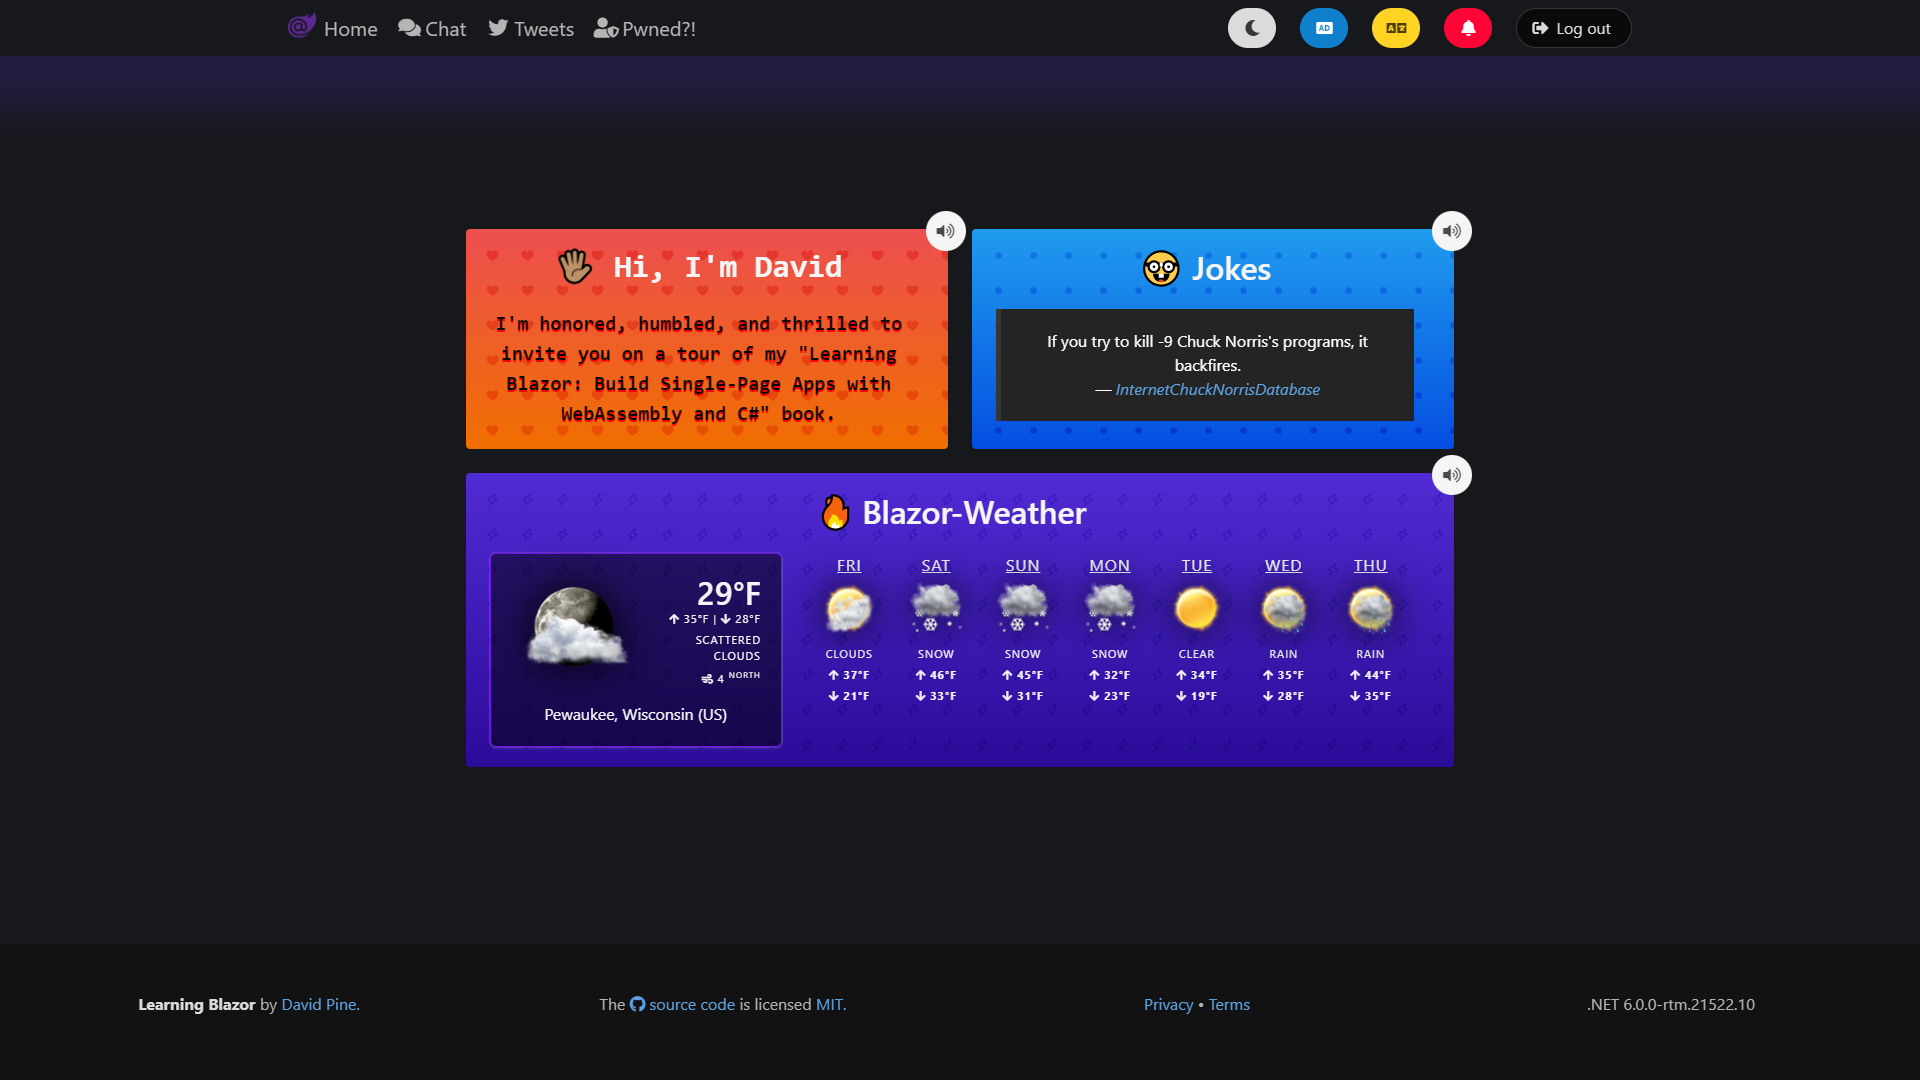 Home Chat Tweets Pwned?! AD Log out
Hi, I'm David
I'm honored, humbled, and thrilled to
invite you on a tour of my "Learning
Blazor: Build Single-Page Apps with
WebAssembly and C#" book.
Jokes
If you try to kill -9 Chuck Norris's programs, it
backfires.
— InternetChuckNorrisDatabase
Blazor-Weather
29°F
35°F | 28°F
SCATTERED
CLOUDS
4 NORTH
Pewaukee, Wisconsin (US)
FRI SAT SUN MON TUE WED THU
CLOUDS SNOW SNOW SNOW CLEAR RAIN RAIN
37°F 46°F 45°F 32°F 34°F 35°F 44°F
21°F 33°F 31°F 23°F 19°F 28°F 35°F
Learning Blazor by David Pine. The source code is licensed MIT. Privacy • Terms .NET 6.0.0-rtm.21522.10